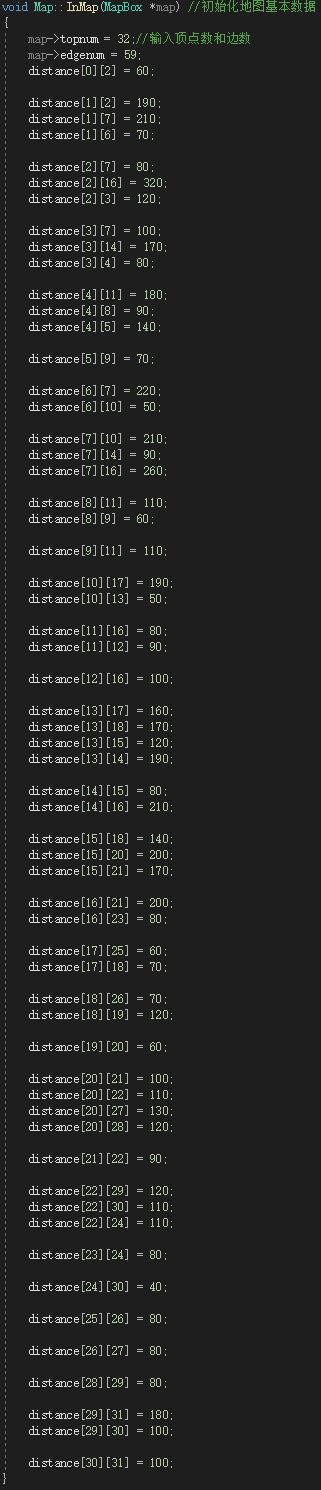 void Map::InMap(MapBox *map) //初始化地图基本数据
{
map->topnum = 32;//输入顶点数和边数
map->edgenum = 59;
distance[0][2] = 60;
distance[1][2] = 190;
distance[1][7] = 210;
distance[1][6] = 70;
distance[2][7] = 80;
distance[2][16] = 320;
distance[2][3] = 120;
distance[3][7] = 100;
distance[3][14] = 170;
distance[3][4] = 80;
distance[4][11] = 180;
distance[4][8] = 90;
distance[4][5] = 140;
distance[5][9] = 70;
distance[6][7] = 220;
distance[6][10] = 50;
distance[7][10] = 210;
distance[7][14] = 90;
distance[7][16] = 260;
distance[8][11] = 110;
distance[8][9] = 60;
distance[9][11] = 110;
distance[10][17] = 190;
distance[10][13] = 50;
distance[11][16] = 80;
distance[11][12] = 90;
distance[12][16] = 100;
distance[13][17] = 160;
distance[13][18] = 170;
distance[13][15] = 120;
distance[13][14] = 190;
distance[14][15] = 80;
distance[14][16] = 210;
distance[15][18] = 140;
distance[15][20] = 200;
distance[15][21] = 170;
distance[16][21] = 200;
distance[16][23] = 80;
distance[17][25] = 60;
distance[17][18] = 70;
distance[18][26] = 70;
distance[18][19] = 120;
distance[19][20] = 60;
distance[20][21] = 100;
distance[20][22] = 110;
distance[20][27] = 130;
distance[20][28] = 120;
distance[21][22] = 90;
distance[22][29] = 120;
distance[22][30] = 110;
distance[22][24] = 110;
distance[23][24] = 80;
distance[24][30] = 40;
distance[25][26] = 80;
distance[26][27] = 80;
distance[28][29] = 80;
distance[29][31] = 180;
distance[29][30] = 100;
distance[30][31] = 100;
}